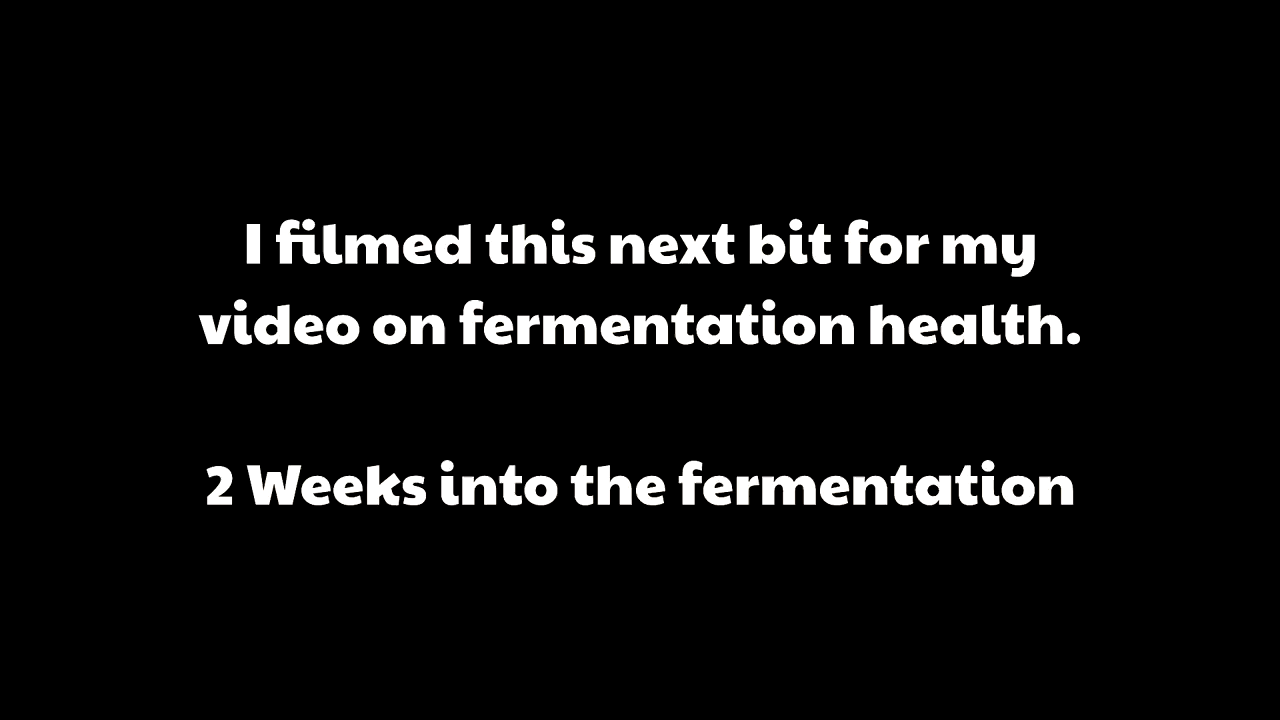 I filmed this next bit for my
video on fermentation health.
2 Weeks into the fermentation